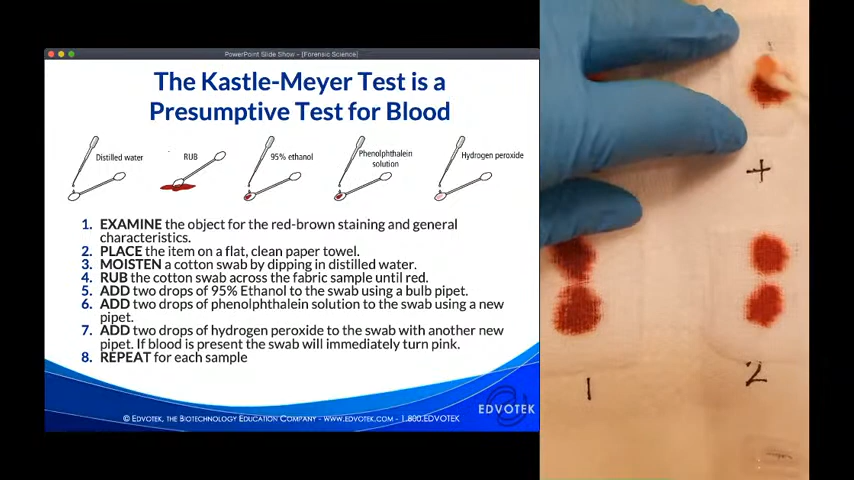 PowerPoint Slide Show - [Forensic Science]
The Kastle-Meyer Test is a
Presumptive Test for Blood
Distilled water
RUB
95% ethanol
Phenolphthalein
solution
Hydrogen peroxide
1. EXAMINE the object for the red-brown staining and general
characteristics.
2. PLACE the item on a flat, clean paper towel.
3. MOISTEN a cotton swab by dipping in distilled water.
4. RUB the cotton swab across the fabric sample until red.
5. ADD two drops of 95% Ethanol to the swab using a bulb pipet.
6. ADD two drops of phenolphthalein solution to the swab using a new
pipet.
7. ADD two drops of hydrogen peroxide to the swab with another new
pipet. If blood is present the swab will immediately turn pink.
8. REPEAT for each sample
© EDVOTEK, THE BIOTECHNOLOGY EDUCATION COMPANY - WWW.EDVOTEK.COM - 1.800.EDVOTEK
EDVOTEK
+
1
2